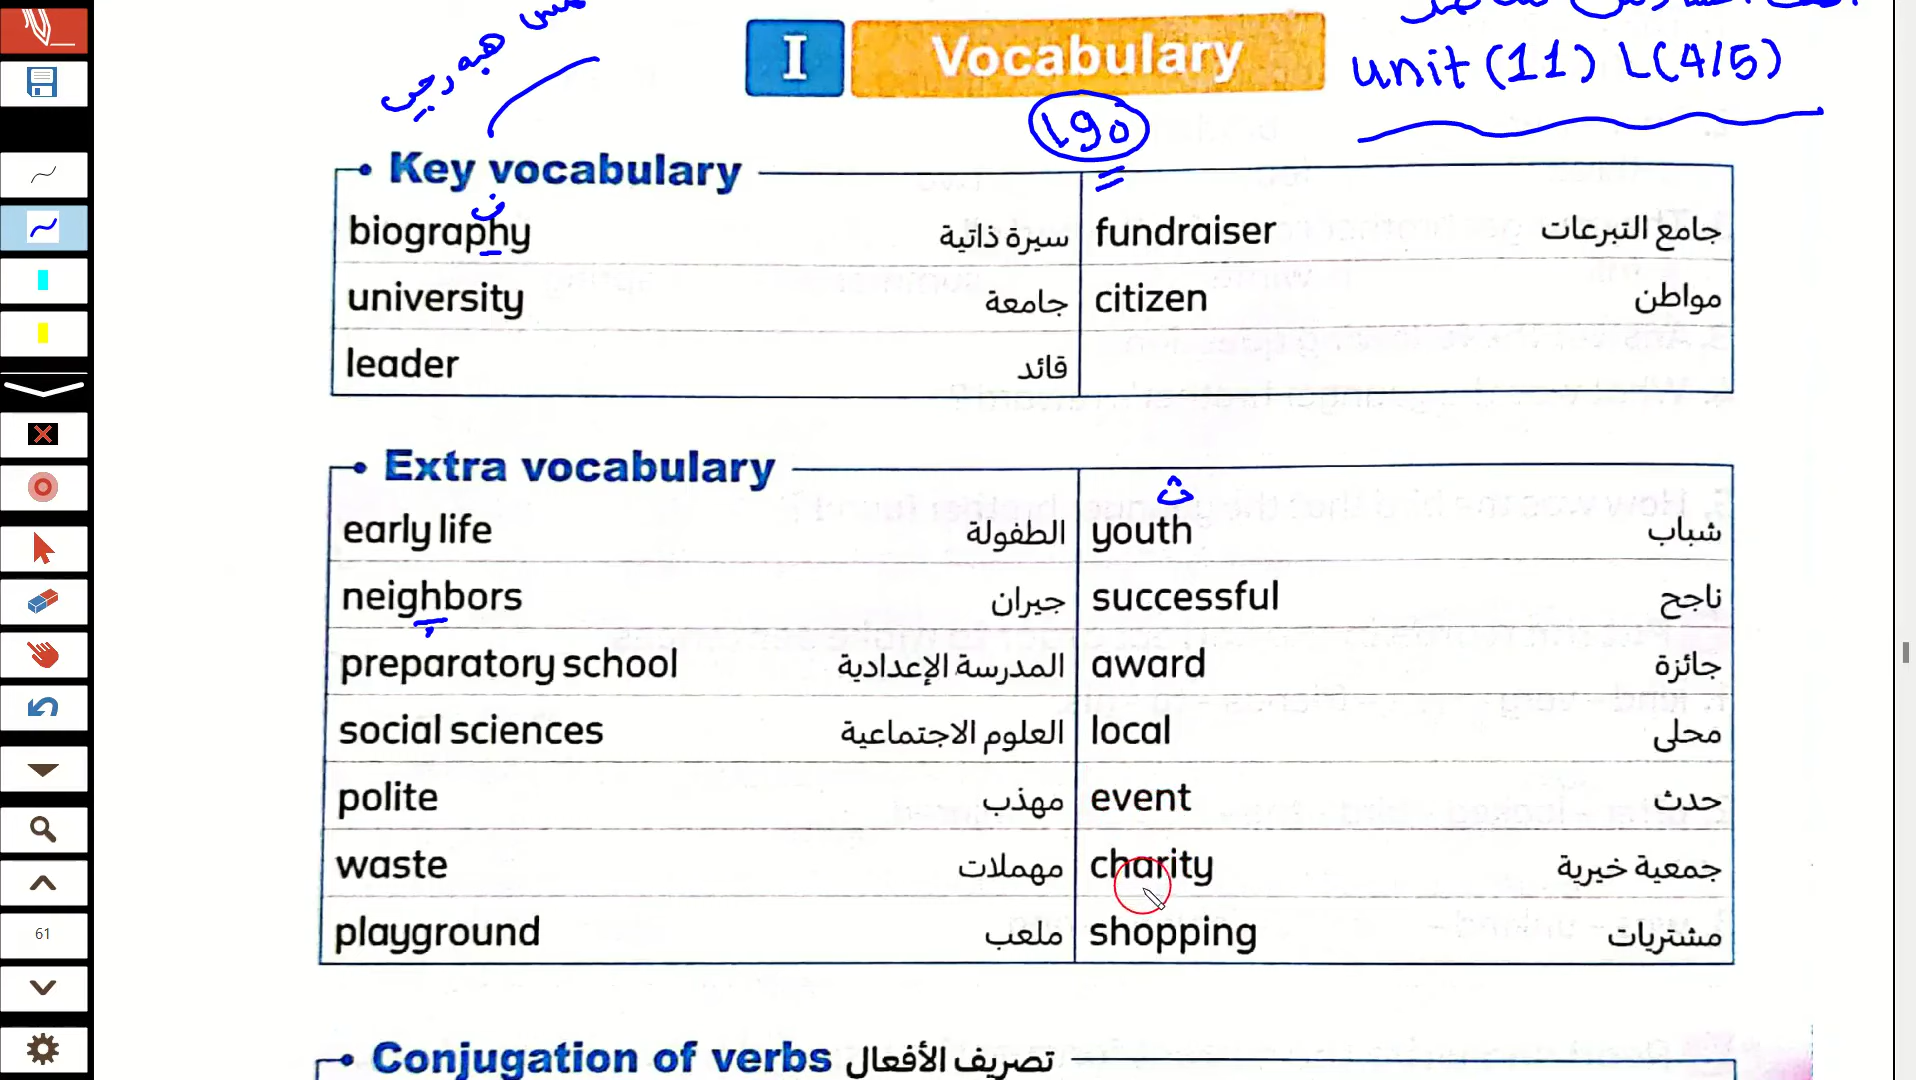 I Vocabulary
unit (11) L(4/5)
هبه رجب
190
Key vocabulary
ف
biography سيرة ذاتية fundraiser جامع التبرعات
university جامعة citizen مواطن
leader قائد
Extra vocabulary
ث
early life الطفولة youth شباب
neighbors جيران successful ناجح
preparatory school المدرسة الإعدادية award جائزة
social sciences العلوم الاجتماعية local محلى
polite مهذب event حدث
waste مهملات charity جمعية خيرية
playground ملعب shopping مشتريات
Conjugation of verbs تصريف الأفعال
61